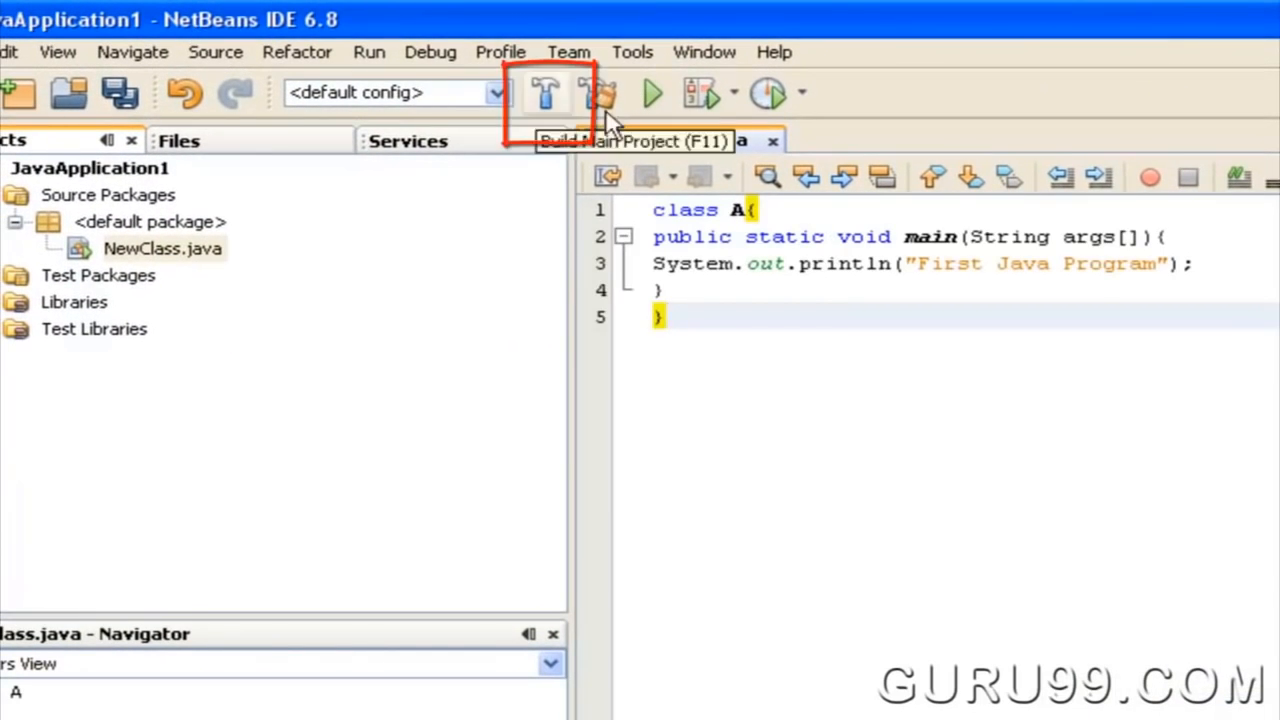 vaApplication1 - NetBeans IDE 6.8
dit View Navigate Source Refactor Run Debug Profile Team Tools Window Help
<default config>
cts Files Services a
Build Main Project (F11)
JavaApplication1
Source Packages
<default package>
NewClass.java
Test Packages
Libraries
Test Libraries
1 class A{
2 public static void main(String args[]){
3 System.out.println("First Java Program");
4 }
5 }
lass.java - Navigator
rs View
A
GURU99.COM